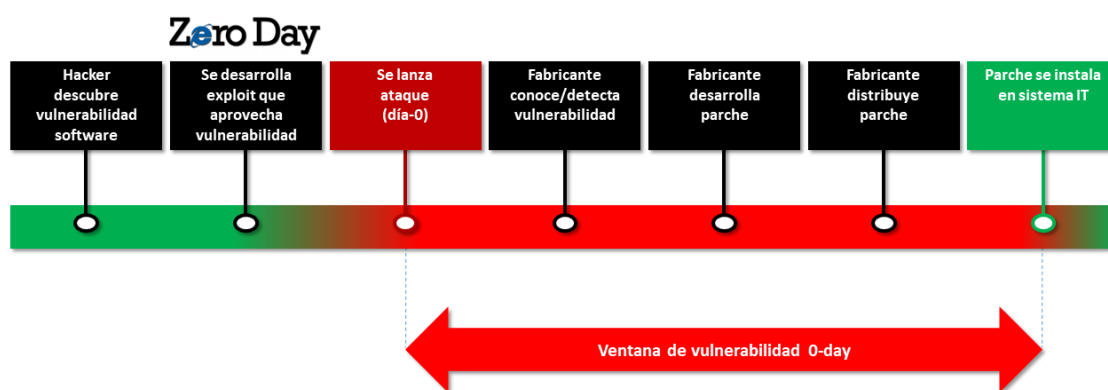 Zero Day
Hacker
descubre
vulnerabilidad
software
Se desarrolla
exploit que
aprovecha
vulnerabilidad
Se lanza
ataque
(día-0)
Fabricante
conoce/detecta
vulnerabilidad
Fabricante
desarrolla
parche
Fabricante
distribuye
parche
Parche se instala
en sistema IT
Ventana de vulnerabilidad 0-day